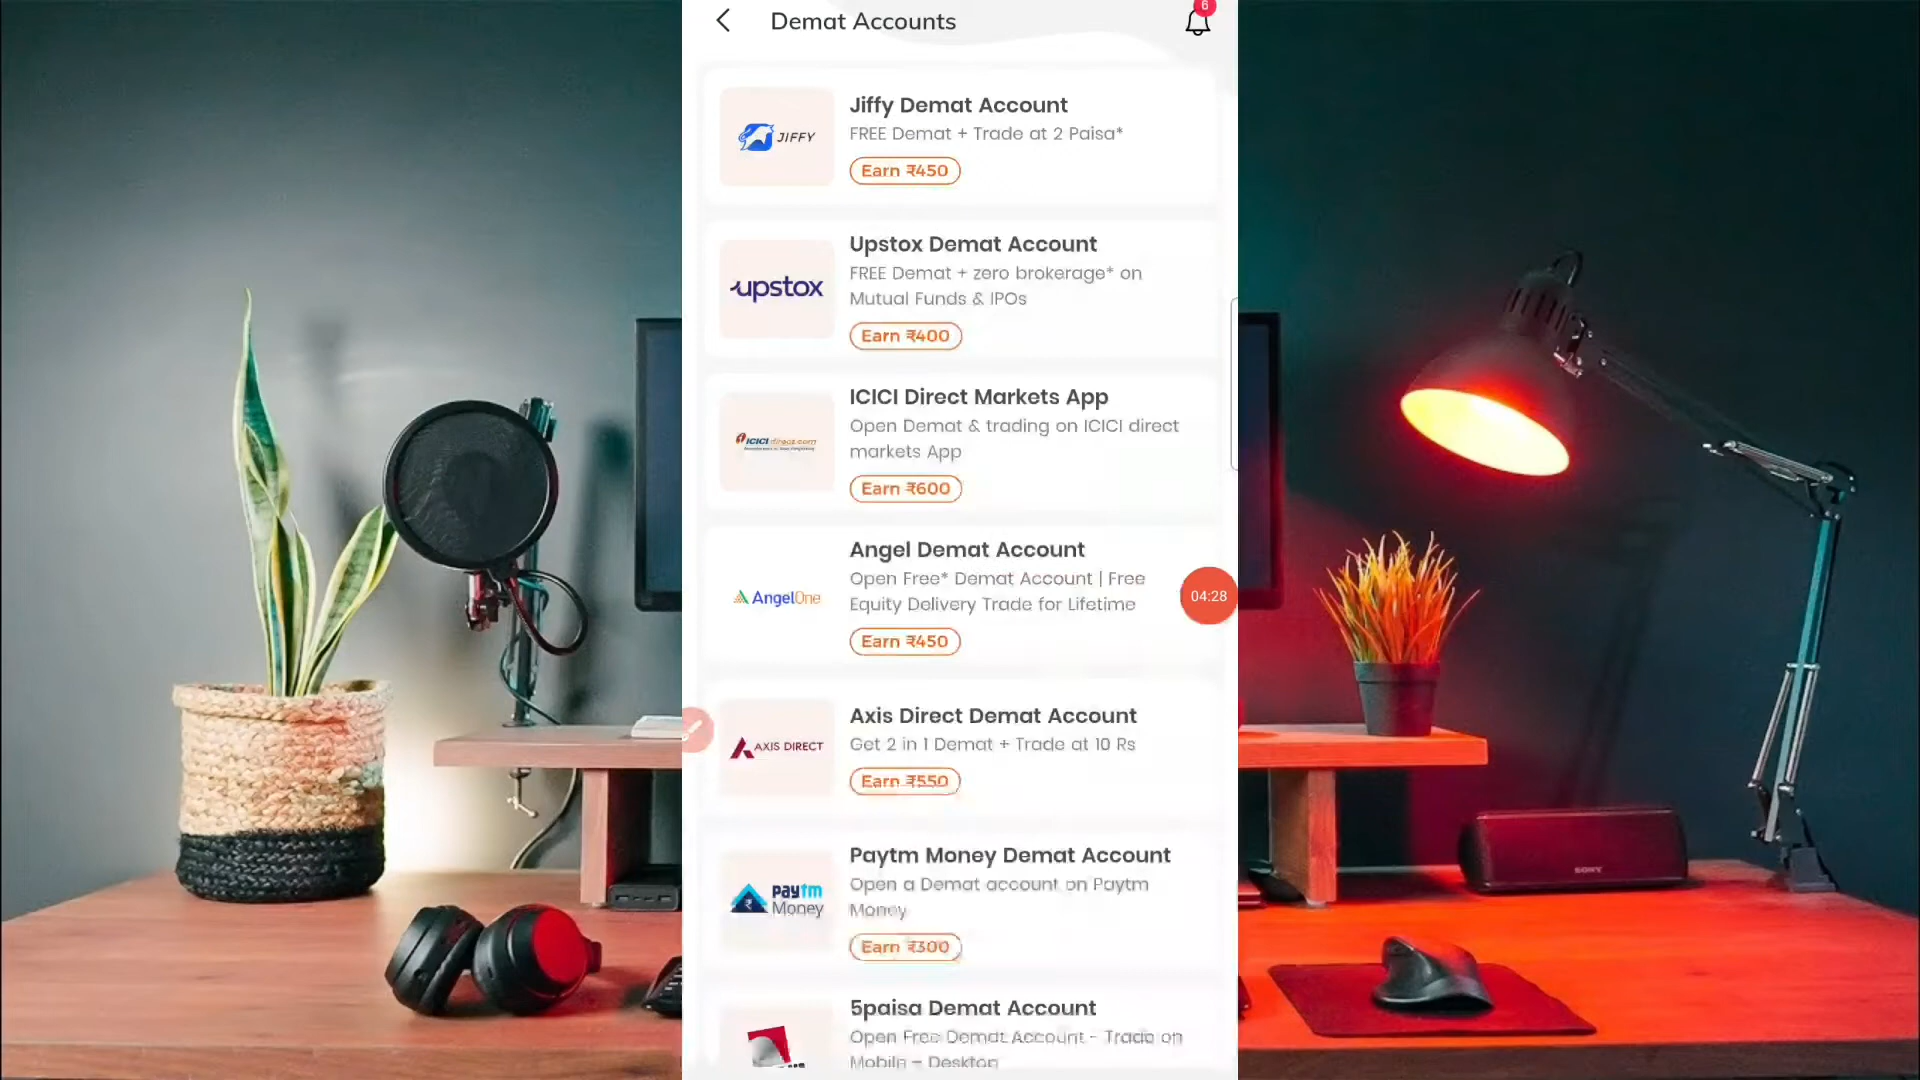 6
Demat Accounts
JIFFY
Jiffy Demat Account
FREE Demat + Trade at 2 Paisa*
Earn ₹450
upstox
Upstox Demat Account
FREE Demat + zero brokerage* on
Mutual Funds & IPOs
Earn ₹400
ICICI direct.com
ICICI Direct Markets App
Open Demat & trading on ICICI direct
markets App
Earn ₹600
AngelOne
Angel Demat Account
Open Free* Demat Account | Free
Equity Delivery Trade for Lifetime
Earn ₹450
04:28
AXIS DIRECT
Axis Direct Demat Account
Get 2 in 1 Demat + Trade at 10 Rs
Earn ₹550
paytm
Money
Paytm Money Demat Account
Open a Demat account on Paytm
Money
Earn ₹300
5paisa Demat Account
Open Free Demat Account - Trade on
Mobile – Desktop
SONY